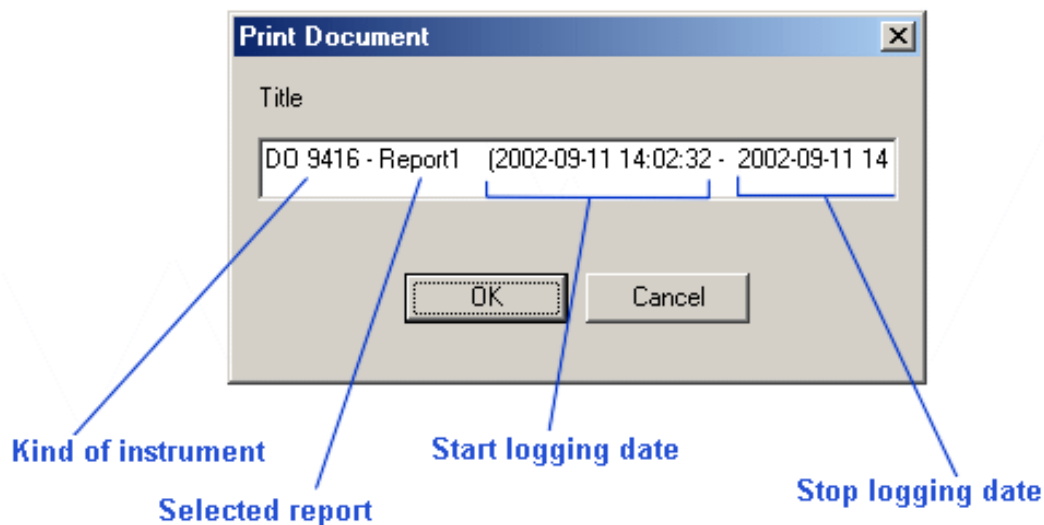 Print Document
Title
DO 9416 - Report1 (2002-09-11 14:02:32 - 2002-09-11 14
OK Cancel
Kind of instrument
Start logging date
Selected report
Stop logging date